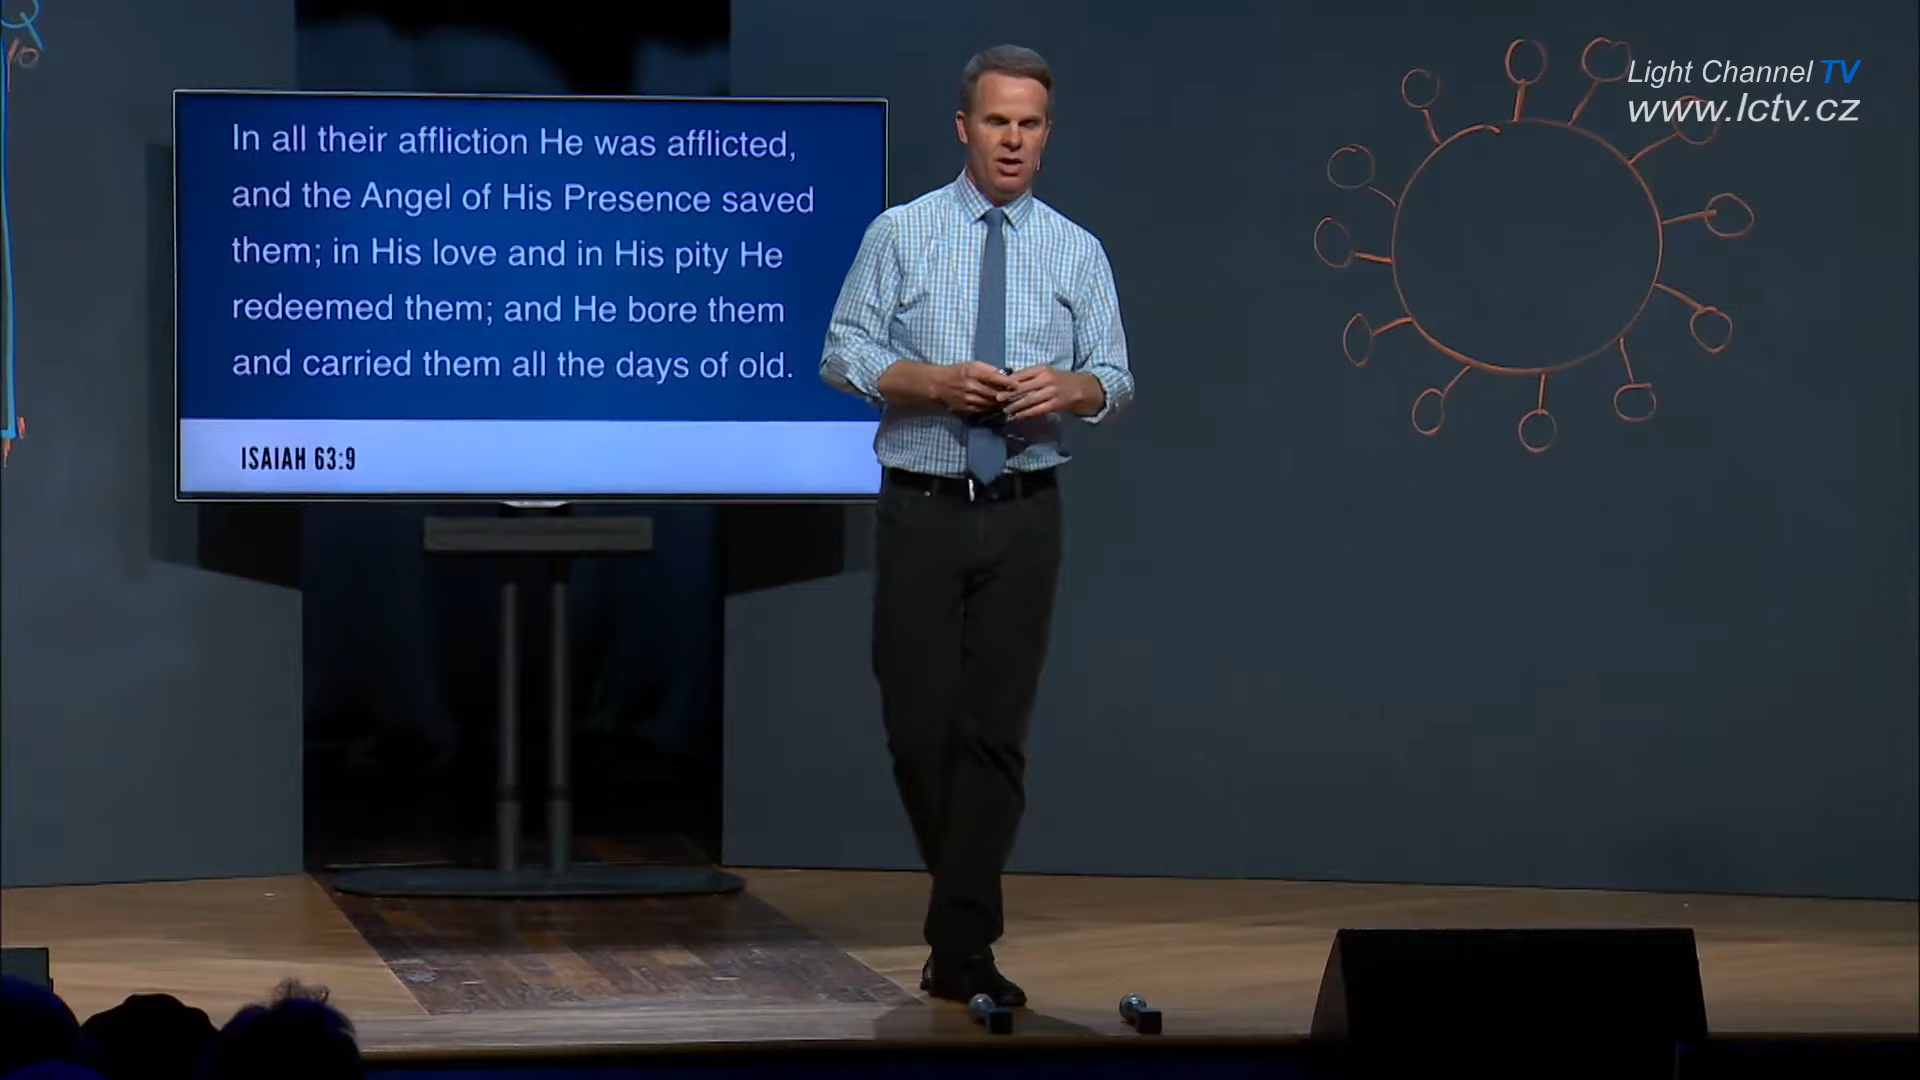 Q
10
In all their affliction He was afflicted,
and the Angel of His Presence saved
them; in His love and in His pity He
redeemed them; and He bore them
and carried them all the days of old.
ISAIAH 63:9
Light Channel TV
www.lctv.cz